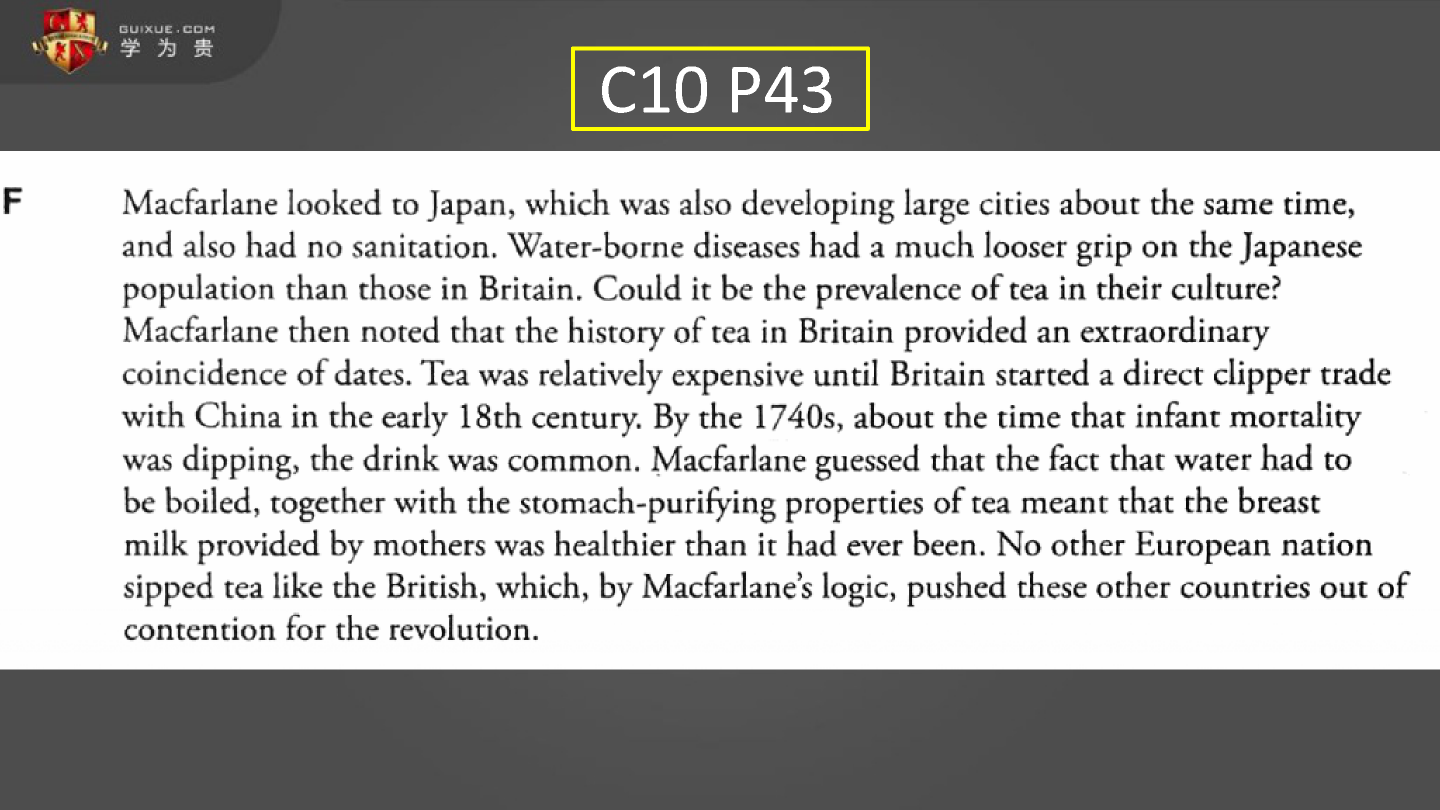 GUIXUE.COM
学为贵
C10 P43
F Macfarlane looked to Japan, which was also developing large cities about the same time,
and also had no sanitation. Water-borne diseases had a much looser grip on the Japanese
population than those in Britain. Could it be the prevalence of tea in their culture?
Macfarlane then noted that the history of tea in Britain provided an extraordinary
coincidence of dates. Tea was relatively expensive until Britain started a direct clipper trade
with China in the early 18th century. By the 1740s, about the time that infant mortality
was dipping, the drink was common. Macfarlane guessed that the fact that water had to
be boiled, together with the stomach-purifying properties of tea meant that the breast
milk provided by mothers was healthier than it had ever been. No other European nation
sipped tea like the British, which, by Macfarlane's logic, pushed these other countries out of
contention for the revolution.